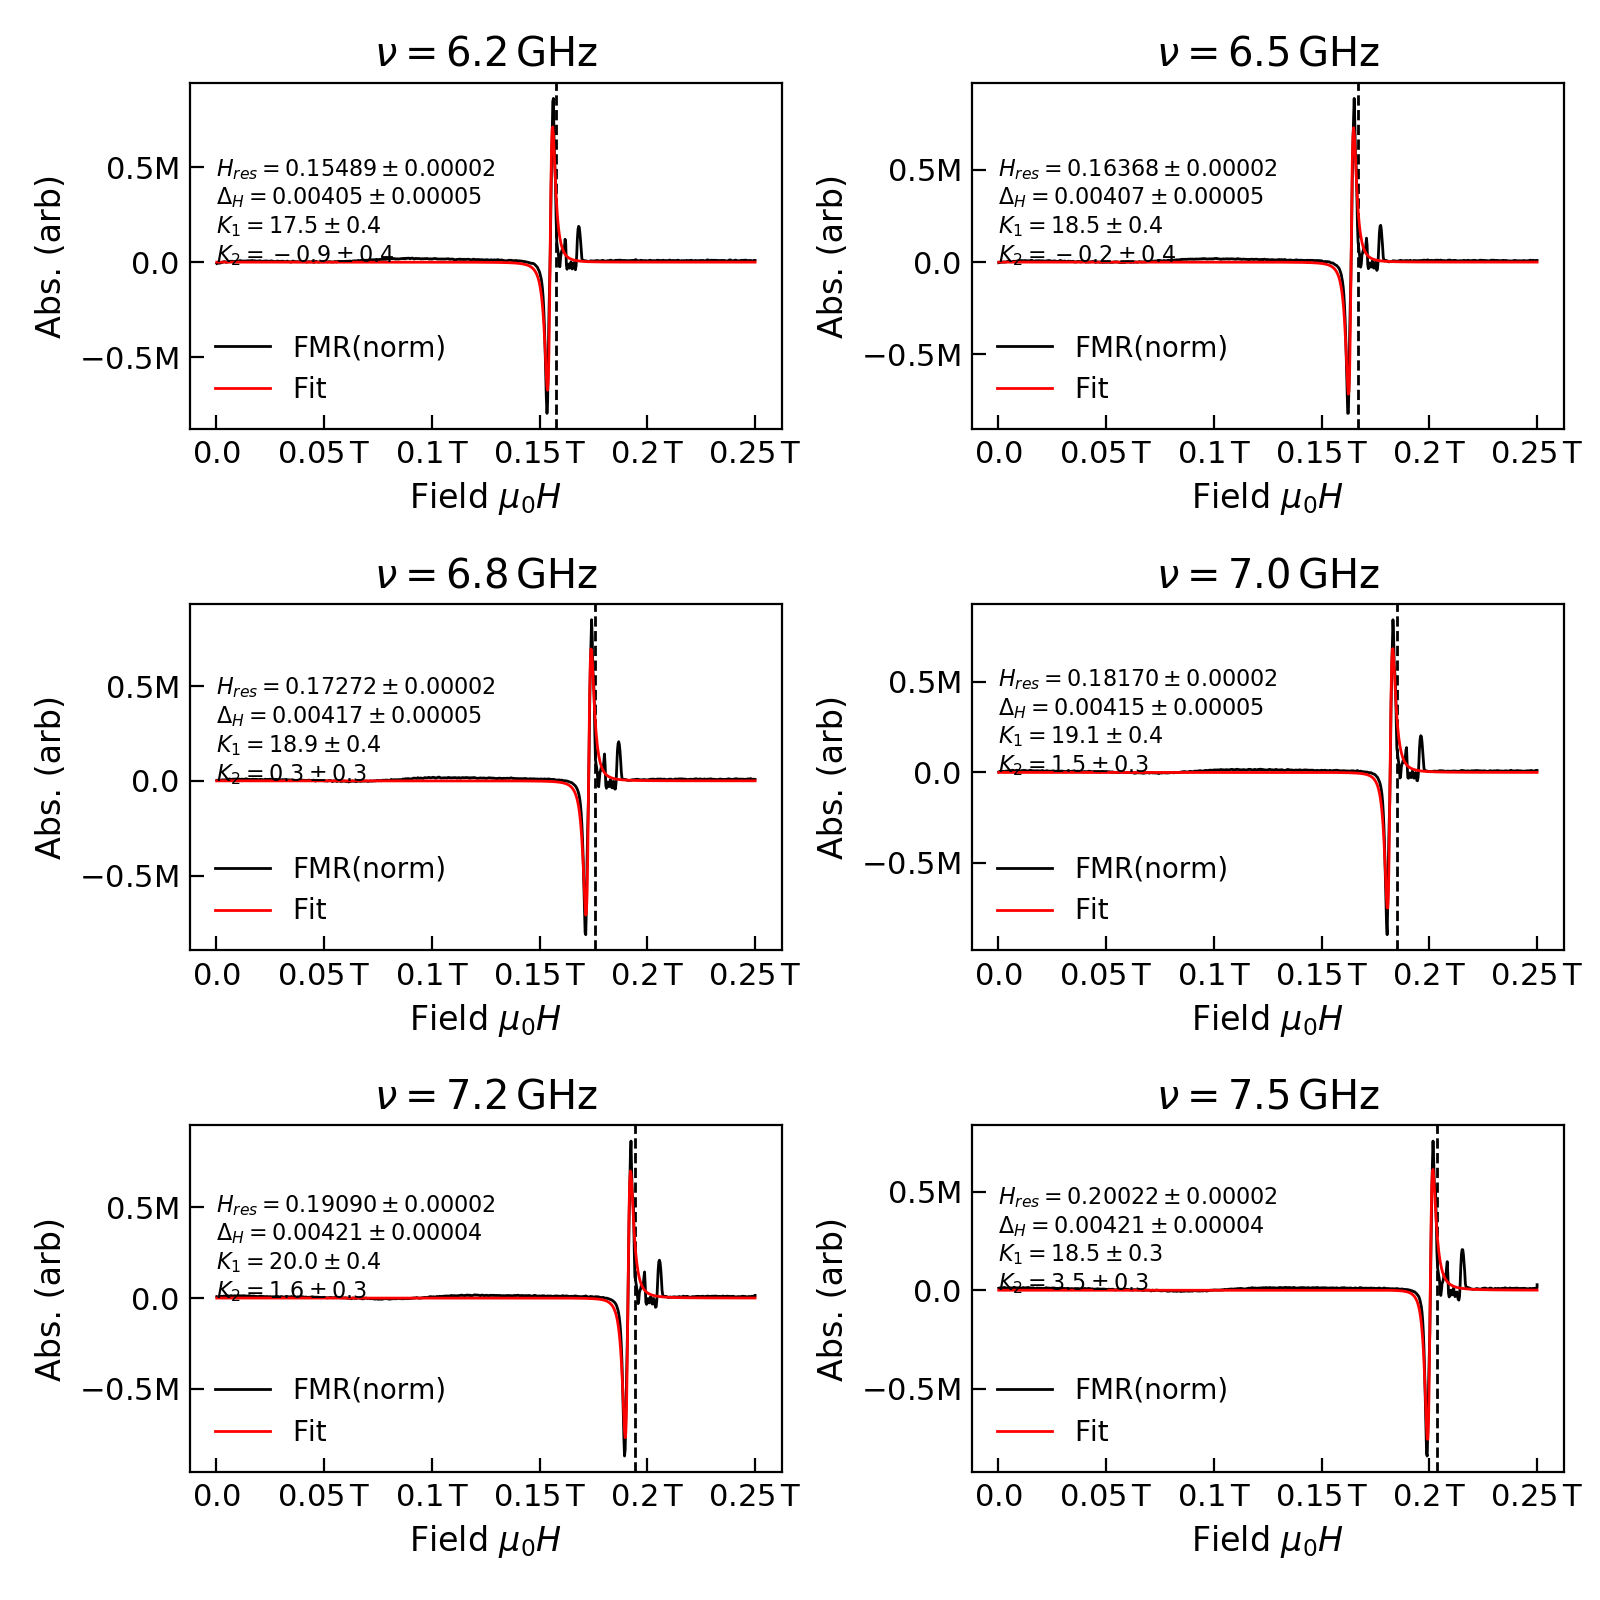 ν = 6.2 GHz
Abs. (arb)
0.5M
0.0
−0.5M
H_res = 0.15489 ± 0.00002
Δ_H = 0.00405 ± 0.00005
K_1 = 17.5 ± 0.4
K_2 = −0.9 ± 0.4
FMR(norm)
Fit
0.0 0.05 T 0.1 T 0.15 T 0.2 T 0.25 T
Field μ_0H
ν = 6.5 GHz
Abs. (arb)
0.5M
0.0
−0.5M
H_res = 0.16368 ± 0.00002
Δ_H = 0.00407 ± 0.00005
K_1 = 18.5 ± 0.4
K_2 = −0.2 ± 0.4
FMR(norm)
Fit
0.0 0.05 T 0.1 T 0.15 T 0.2 T 0.25 T
Field μ_0H
ν = 6.8 GHz
Abs. (arb)
0.5M
0.0
−0.5M
H_res = 0.17272 ± 0.00002
Δ_H = 0.00417 ± 0.00005
K_1 = 18.9 ± 0.4
K_2 = 0.3 ± 0.3
FMR(norm)
Fit
0.0 0.05 T 0.1 T 0.15 T 0.2 T 0.25 T
Field μ_0H
ν = 7.0 GHz
Abs. (arb)
0.5M
0.0
−0.5M
H_res = 0.18170 ± 0.00002
Δ_H = 0.00415 ± 0.00005
K_1 = 19.1 ± 0.4
K_2 = 1.5 ± 0.3
FMR(norm)
Fit
0.0 0.05 T 0.1 T 0.15 T 0.2 T 0.25 T
Field μ_0H
ν = 7.2 GHz
Abs. (arb)
0.5M
0.0
−0.5M
H_res = 0.19090 ± 0.00002
Δ_H = 0.00421 ± 0.00004
K_1 = 20.0 ± 0.4
K_2 = 1.6 ± 0.3
FMR(norm)
Fit
0.0 0.05 T 0.1 T 0.15 T 0.2 T 0.25 T
Field μ_0H
ν = 7.5 GHz
Abs. (arb)
0.5M
0.0
−0.5M
H_res = 0.20022 ± 0.00002
Δ_H = 0.00421 ± 0.00004
K_1 = 18.5 ± 0.3
K_2 = 3.5 ± 0.3
FMR(norm)
Fit
0.0 0.05 T 0.1 T 0.15 T 0.2 T 0.25 T
Field μ_0H